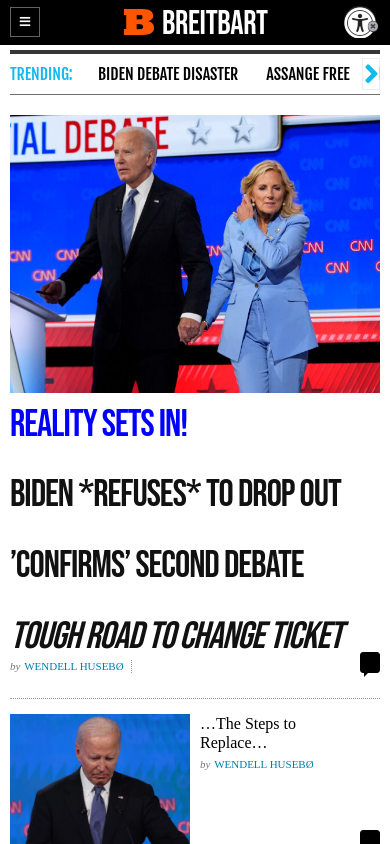 BREITBART
TRENDING: BIDEN DEBATE DISASTER ASSANGE FREE
TIAL DEBATE
CNN
CNN
CNN
CNN
CNN
CNN
CNN
CNN
REALITY SETS IN!
BIDEN *REFUSES* TO DROP OUT
’CONFIRMS’ SECOND DEBATE
TOUGH ROAD TO CHANGE TICKET
by WENDELL HUSEBØ
…The Steps to
Replace…
by WENDELL HUSEBØ